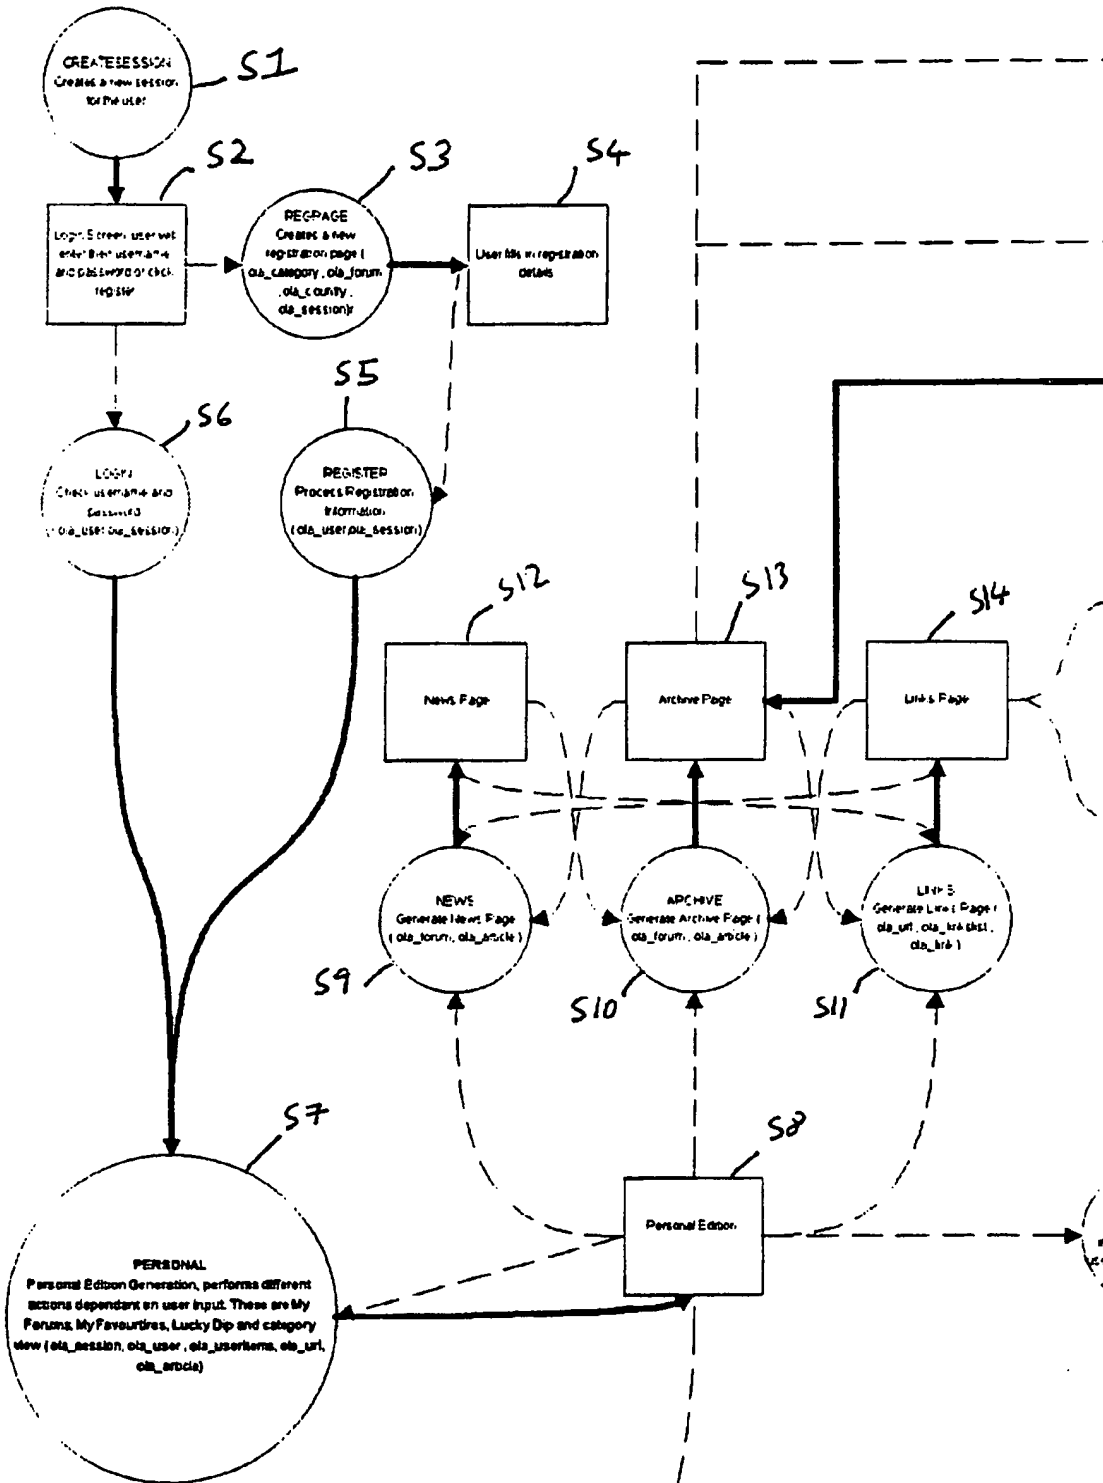 CREATESESSION
Creates a new session
for the user
S1
S2
Login Screen, user will
enter their username
and password or click
register
S3
REGPAGE
Creates a new
registration page (
ola_category , ola_forum
, ola_country ,
ola_session)
S4
User fills in registration
details
S6
LOGIN
Check username and
password
ola_session)
S5
REGISTER
Process Registration
Information
( ola_user, ola_session)
S12
News Page
S13
Archive Page
S14
Links Page
NEWS
Generate News Page
( ola_forum, ola_article )
S9
ARCHIVE
Generate Archive Page (
ola_forum , ola_article )
S10
LINKS
Generate Links Page (
ola_url , ola_linkslist ,
ola_link )
S11
S7
PERSONAL
Personal Edition Generation, performs different
actions dependant on user input. These are My
Forums, My Favourtires, Lucky Dip and category
view ( ola_session, ola_user , ola_useritems, ola_url,
ola_article)
S8
Personal Edition